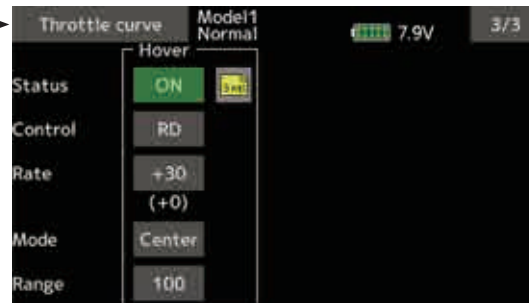 Throttle curve
Model1
Normal
7.9V
3/3
Hover
Status ON
Control RD
Rate +30
(+0)
Mode Center
Range 100